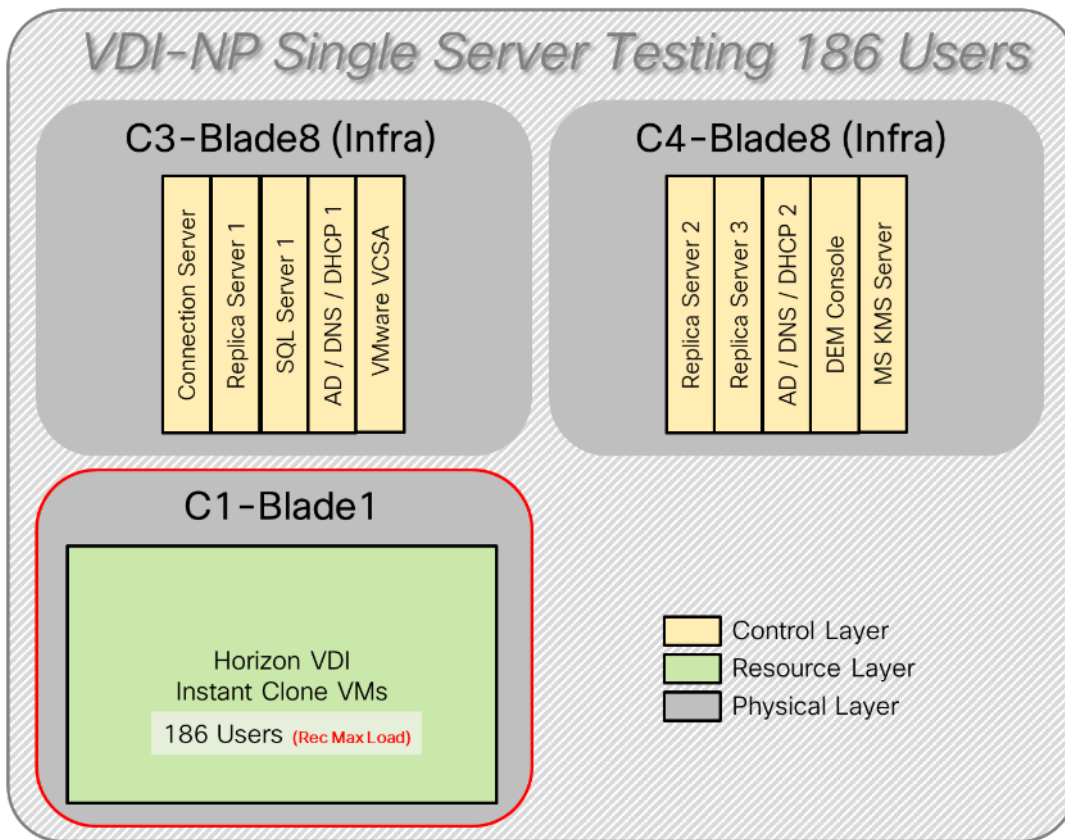 VDI-NP Single Server Testing 186 Users
C3-Blade8 (Infra)
Connection Server
Replica Server 1
SQL Server 1
AD / DNS / DHCP 1
VMware VCSA
C4-Blade8 (Infra)
Replica Server 2
Replica Server 3
AD / DNS / DHCP 2
DEM Console
MS KMS Server
C1-Blade1
Horizon VDI
Instant Clone VMs
186 Users (Rec Max Load)
Control Layer
Resource Layer
Physical Layer